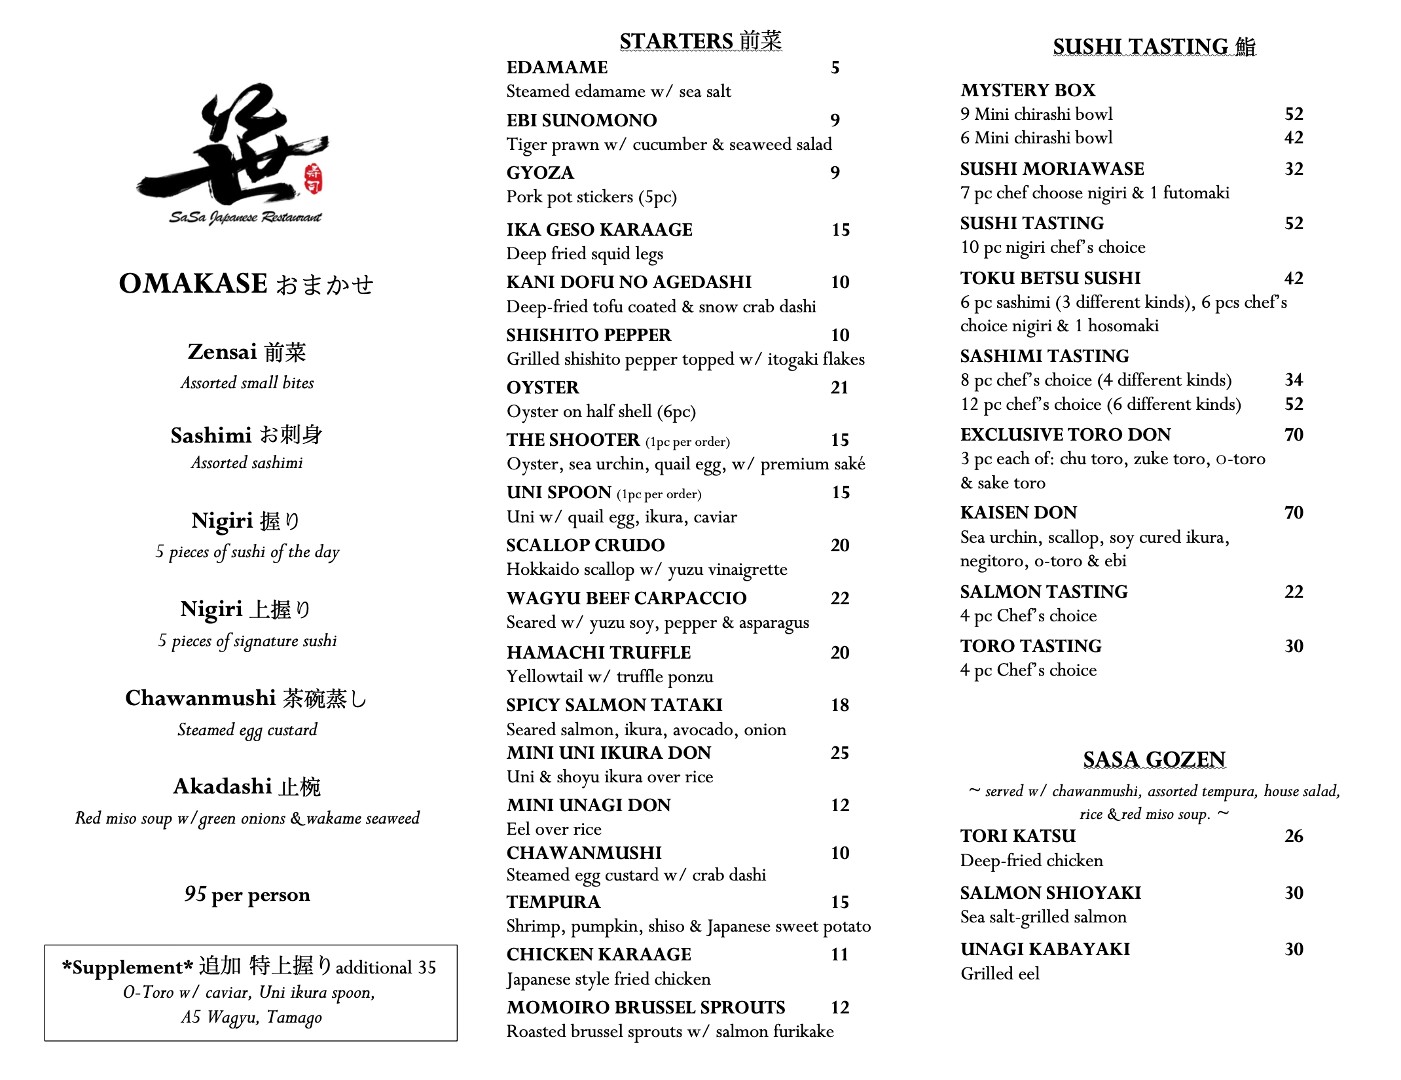 笹
寿司
SaSa Japanese Restaurant
OMAKASE おまかせ
Zensai 前菜
Assorted small bites
Sashimi お刺身
Assorted sashimi
Nigiri 握り
5 pieces of sushi of the day
Nigiri 上握り
5 pieces of signature sushi
Chawanmushi 茶碗蒸し
Steamed egg custard
Akadashi 止椀
Red miso soup w/green onions & wakame seaweed
95 per person
*Supplement* 追加 特上握り additional 35
O-Toro w/ caviar, Uni ikura spoon,
A5 Wagyu, Tamago
STARTERS 前菜
EDAMAME 5
Steamed edamame w/ sea salt
EBI SUNOMONO 9
Tiger prawn w/ cucumber & seaweed salad
GYOZA 9
Pork pot stickers (5pc)
IKA GESO KARAAGE 15
Deep fried squid legs
KANI DOFU NO AGEDASHI 10
Deep-fried tofu coated & snow crab dashi
SHISHITO PEPPER 10
Grilled shishito pepper topped w/ itogaki flakes
OYSTER 21
Oyster on half shell (6pc)
THE SHOOTER (1pc per order) 15
Oyster, sea urchin, quail egg, w/ premium saké
UNI SPOON (1pc per order) 15
Uni w/ quail egg, ikura, caviar
SCALLOP CRUDO 20
Hokkaido scallop w/ yuzu vinaigrette
WAGYU BEEF CARPACCIO 22
Seared w/ yuzu soy, pepper & asparagus
HAMACHI TRUFFLE 20
Yellowtail w/ truffle ponzu
SPICY SALMON TATAKI 18
Seared salmon, ikura, avocado, onion
MINI UNI IKURA DON 25
Uni & shoyu ikura over rice
MINI UNAGI DON 12
Eel over rice
CHAWANMUSHI 10
Steamed egg custard w/ crab dashi
TEMPURA 15
Shrimp, pumpkin, shiso & Japanese sweet potato
CHICKEN KARAAGE 11
Japanese style fried chicken
MOMOIRO BRUSSEL SPROUTS 12
Roasted brussel sprouts w/ salmon furikake
SUSHI TASTING 鮨
MYSTERY BOX
9 Mini chirashi bowl 52
6 Mini chirashi bowl 42
SUSHI MORIAWASE 32
7 pc chef choose nigiri & 1 futomaki
SUSHI TASTING 52
10 pc nigiri chef's choice
TOKU BETSU SUSHI 42
6 pc sashimi (3 different kinds), 6 pcs chef's
choice nigiri & 1 hosomaki
SASHIMI TASTING
8 pc chef's choice (4 different kinds) 34
12 pc chef's choice (6 different kinds) 52
EXCLUSIVE TORO DON 70
3 pc each of: chu toro, zuke toro, O-toro
& sake toro
KAISEN DON 70
Sea urchin, scallop, soy cured ikura,
negitoro, o-toro & ebi
SALMON TASTING 22
4 pc Chef's choice
TORO TASTING 30
4 pc Chef's choice
SASA GOZEN
~ served w/ chawanmushi, assorted tempura, house salad,
rice & red miso soup. ~
TORI KATSU 26
Deep-fried chicken
SALMON SHIOYAKI 30
Sea salt-grilled salmon
UNAGI KABAYAKI 30
Grilled eel